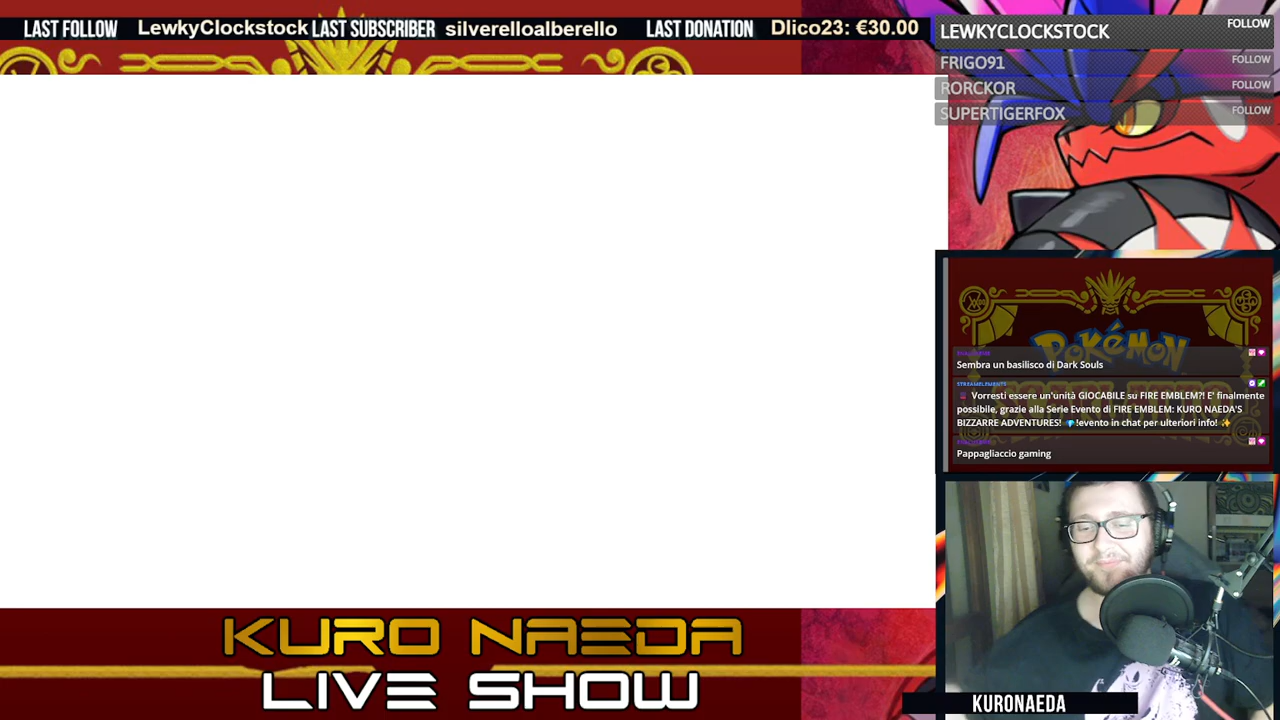 LAST FOLLOW LewkyClockstock LAST SUBSCRIBER silverelloalberello LAST DONATION Dlico23: €30.00
LEWKYCLOCKSTOCK FOLLOW
FRIGO91 FOLLOW
RORCKOR FOLLOW
SUPERTIGERFOX FOLLOW
POKÉMON
Sembra un basilisco di Dark Souls
STREAMELEMENTS
Vorresti essere un'unità GIOCABILE su FIRE EMBLEM?! E' finalmente
possibile, grazie alla Serie Evento di FIRE EMBLEM: KURO NAEDA'S
BIZZARRE ADVENTURES! 💎!evento in chat per ulteriori info! ✨
Pappagliaccio gaming
KURO NAEDA
LIVE SHOW
KURONAEDA